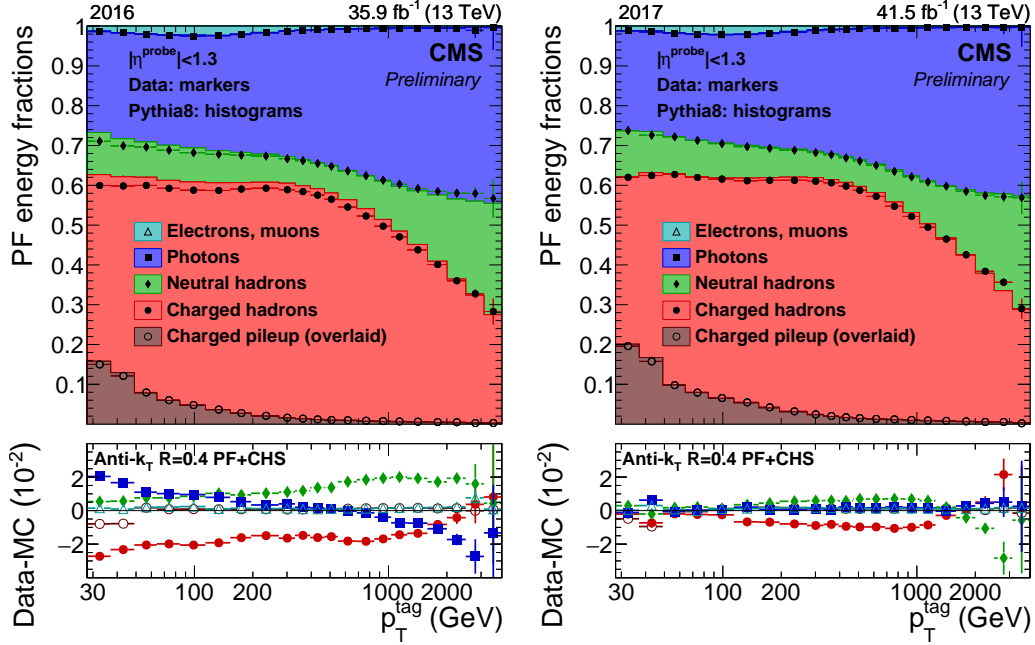 2016 35.9 fb⁻¹ (13 TeV)
PF energy fractions
1
0.9
0.8
0.7
0.6
0.5
0.4
0.3
0.2
0.1
|η^probe|<1.3
CMS
Data: markers
Preliminary
Pythia8: histograms
Electrons, muons
Photons
Neutral hadrons
Charged hadrons
Charged pileup (overlaid)
Data-MC (10⁻²)
Anti-k_T R=0.4 PF+CHS
2
0
−2
30 100 200 1000 2000
p_T^tag (GeV)
2017 41.5 fb⁻¹ (13 TeV)
PF energy fractions
1
0.9
0.8
0.7
0.6
0.5
0.4
0.3
0.2
0.1
|η^probe|<1.3
CMS
Data: markers
Preliminary
Pythia8: histograms
Electrons, muons
Photons
Neutral hadrons
Charged hadrons
Charged pileup (overlaid)
Data-MC (10⁻²)
Anti-k_T R=0.4 PF+CHS
2
0
−2
30 100 200 1000 2000
p_T^tag (GeV)